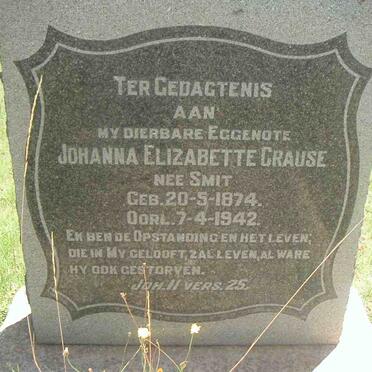 TER GEDAGTENIS
AAN
MY DIERBARE EGGENOTE
JOHANNA ELIZABETTE CRAUSE
NEE SMIT
GEB. 20-5-1874.
OORL. 7-4-1942.
EK BEN DE OPSTANDING EN HET LEVEN;
DIE IN MY GELOOFT, ZAL LEVEN, AL WARE
HY OOK GESTORVEN.
JOH. 11 VERS. 25.